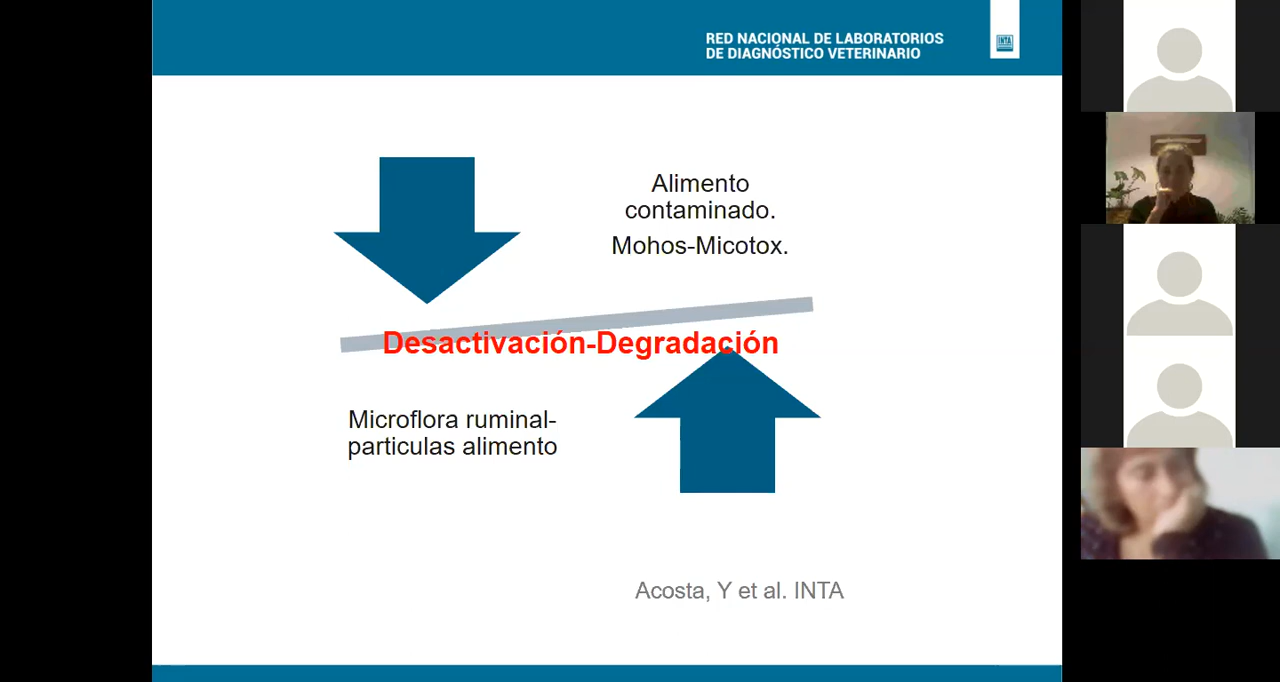 RED NACIONAL DE LABORATORIOS
DE DIAGNÓSTICO VETERINARIO
INTA
Alimento
contaminado.
Mohos-Micotox.
Desactivación-Degradación
Microflora ruminal-
particulas alimento
Acosta, Y et al. INTA